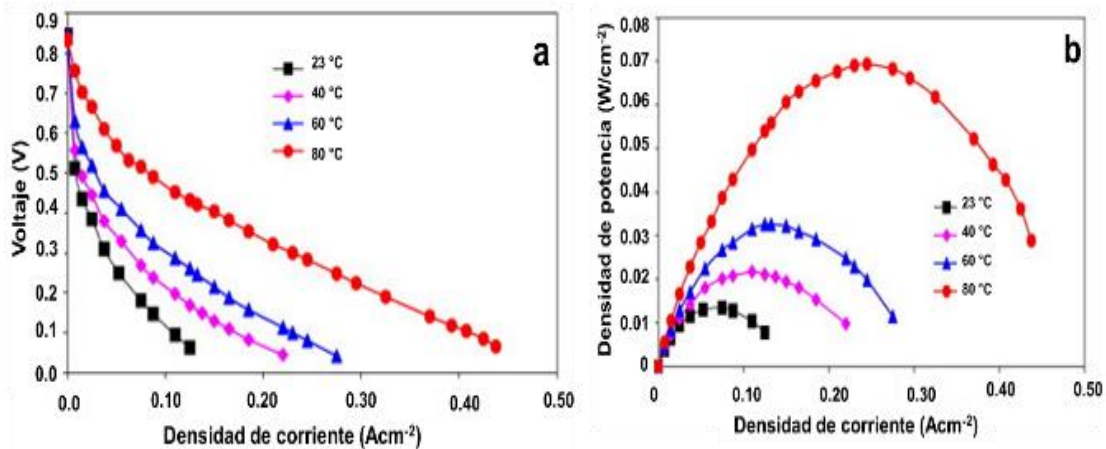 a
Voltaje (V)
0.9
0.8
0.7
0.6
0.5
0.4
0.3
0.2
0.1
0.0
23 °C
40 °C
60 °C
80 °C
0.0 0.10 0.20 0.30 0.40 0.50
Densidad de corriente (Acm⁻²)
b
Densidad de potencia (W/cm⁻²)
0.08
0.07
0.06
0.05
0.04
0.03
0.02
0.01
0
23 °C
40 °C
60 °C
80 °C
0 0.10 0.20 0.30 0.40 0.50
Densidad de corriente (Acm⁻²)